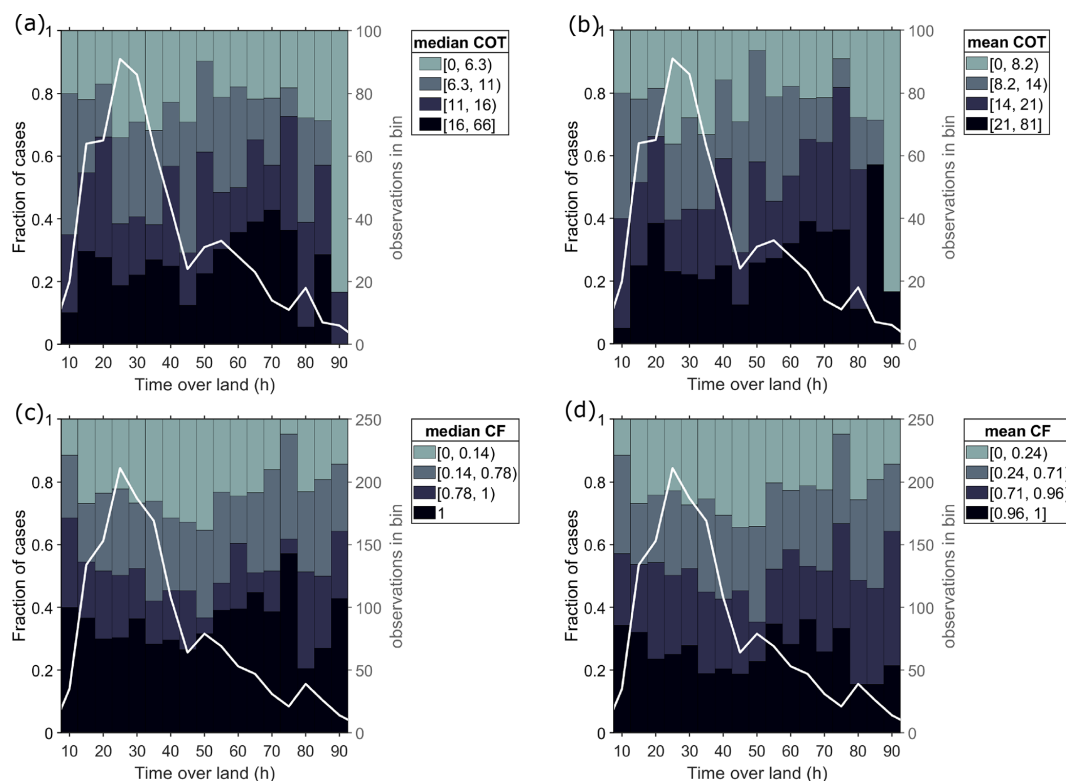 (a)
1
0.8
0.6
0.4
0.2
0
Fraction of cases
10 20 30 40 50 60 70 80 90
Time over land (h)
100
80
60
40
20
0
observations in bin
median COT
[0, 6.3)
[6.3, 11)
[11, 16)
[16, 66]
(b)
1
0.8
0.6
0.4
0.2
0
Fraction of cases
10 20 30 40 50 60 70 80 90
Time over land (h)
100
80
60
40
20
0
observations in bin
mean COT
[0, 8.2)
[8.2, 14)
[14, 21)
[21, 81]
(c)
1
0.8
0.6
0.4
0.2
0
Fraction of cases
10 20 30 40 50 60 70 80 90
Time over land (h)
250
200
150
100
50
0
observations in bin
median CF
[0, 0.14)
[0.14, 0.78)
[0.78, 1)
1
(d)
1
0.8
0.6
0.4
0.2
0
Fraction of cases
10 20 30 40 50 60 70 80 90
Time over land (h)
250
200
150
100
50
0
observations in bin
mean CF
[0, 0.24)
[0.24, 0.71)
[0.71, 0.96)
[0.96, 1]